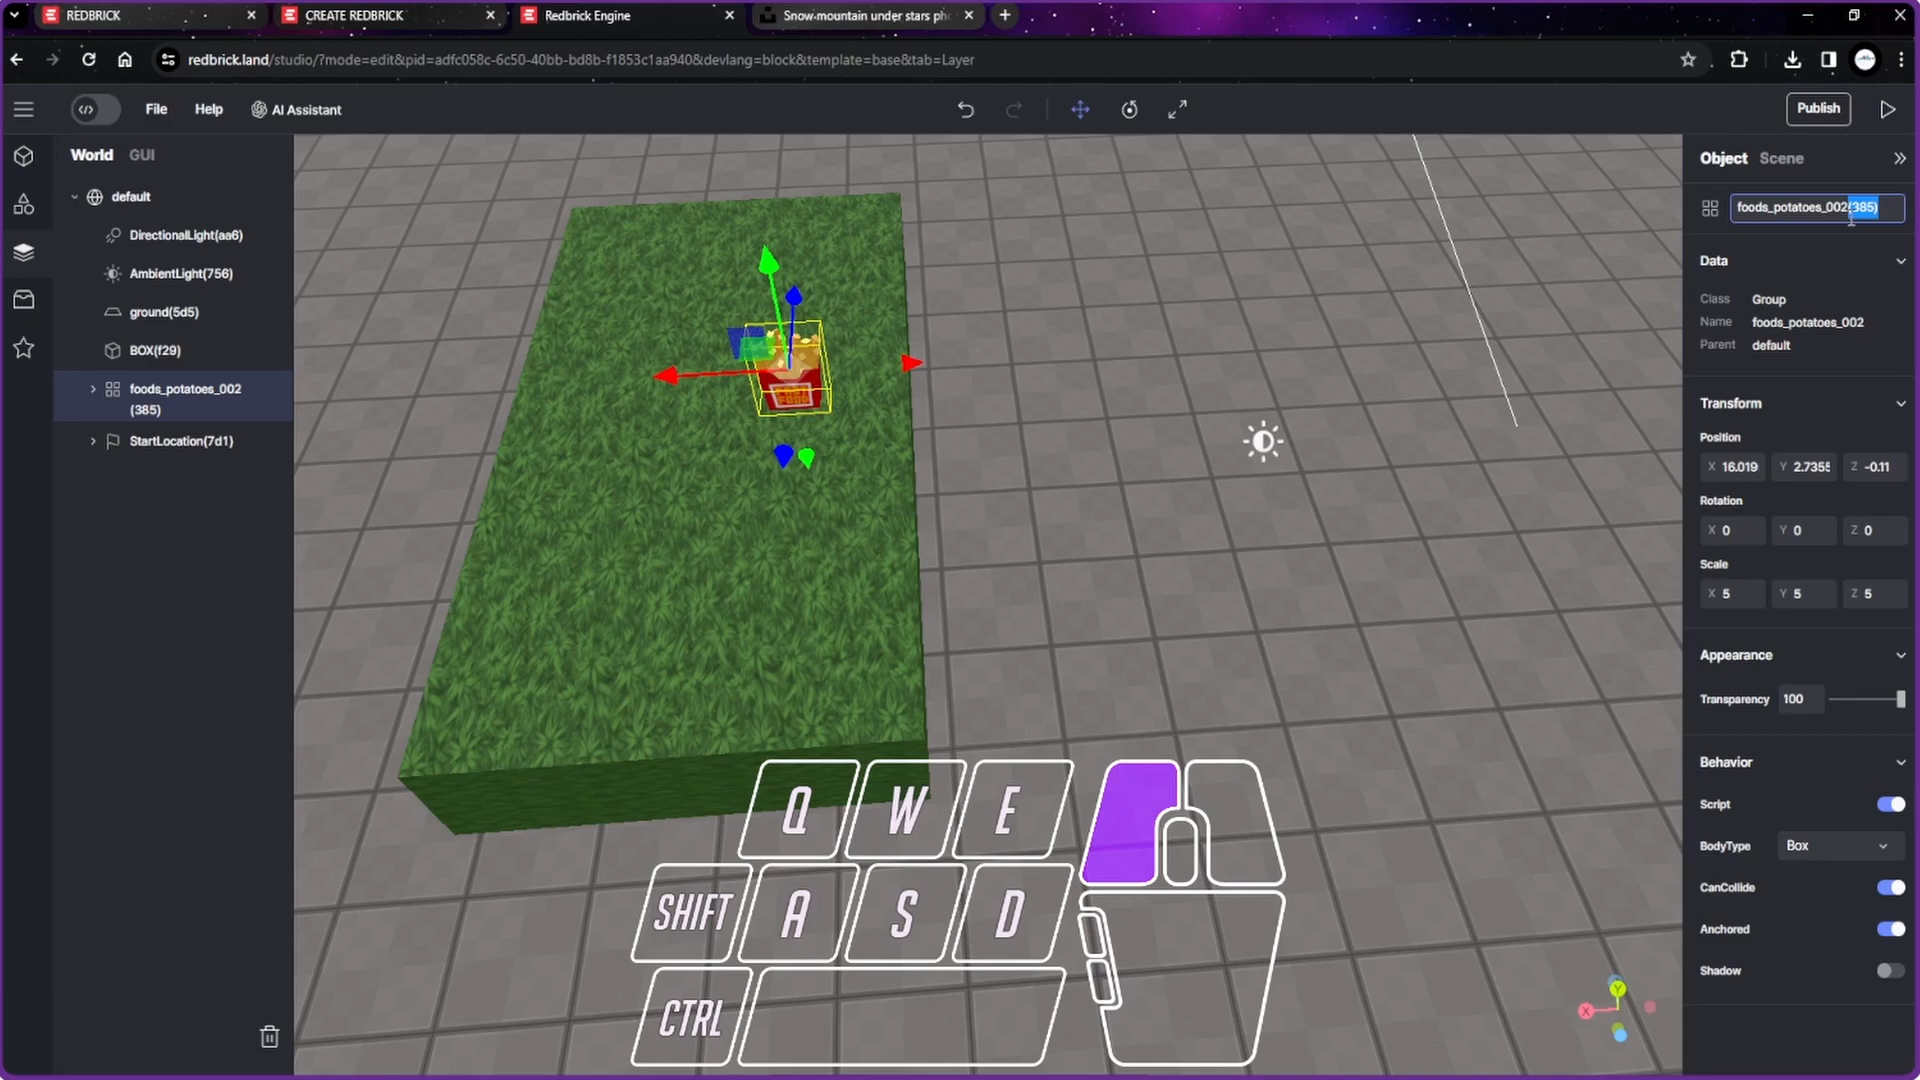 REDBRICK
CREATE REDBRICK
Redbrick Engine
Snow-mountain under stars ph
redbrick.land/studio/?mode=edit&pid=adfc058c-6c50-40bb-bd8b-f1853c1aa940&devlang=block&template=base&tab=Layer
File Help AI Assistant
Publish
World GUI
default
DirectionalLight(aa6)
AmbientLight(756)
ground(5d5)
BOX(f29)
foods_potatoes_002
(385)
StartLocation(7d1)
FAST
FOOD
Q W E
SHIFT A S D
CTRL
Object Scene
foods_potatoes_002(385)
Data
Class Group
Name foods_potatoes_002
Parent default
Transform
Position
X 16.019 Y 2.7355 Z -0.11
Rotation
X 0 Y 0 Z 0
Scale
X 5 Y 5 Z 5
Appearance
Transparency 100
Behavior
Script
BodyType Box
CanCollide
Anchored
Shadow
Y
X